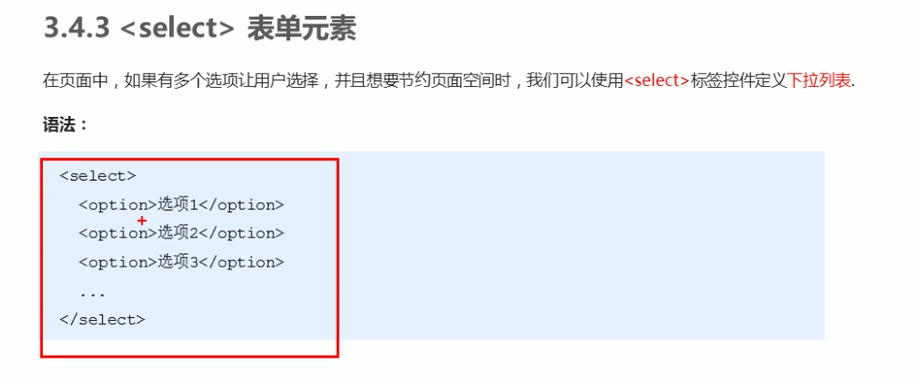 3.4.3 <select> 表单元素
在页面中，如果有多个选项让用户选择，并且想要节约页面空间时，我们可以使用<select>标签控件定义下拉列表.
语法：
<select>
<option>选项1</option>
<option>选项2</option>
<option>选项3</option>
...
</select>